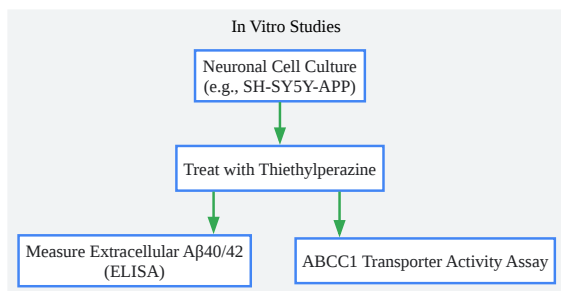 In Vitro Studies
Neuronal Cell Culture
(e.g., SH-SY5Y-APP)
Treat with Thiethylperazine
Measure Extracellular Aβ40/42
(ELISA)
ABCC1 Transporter Activity Assay